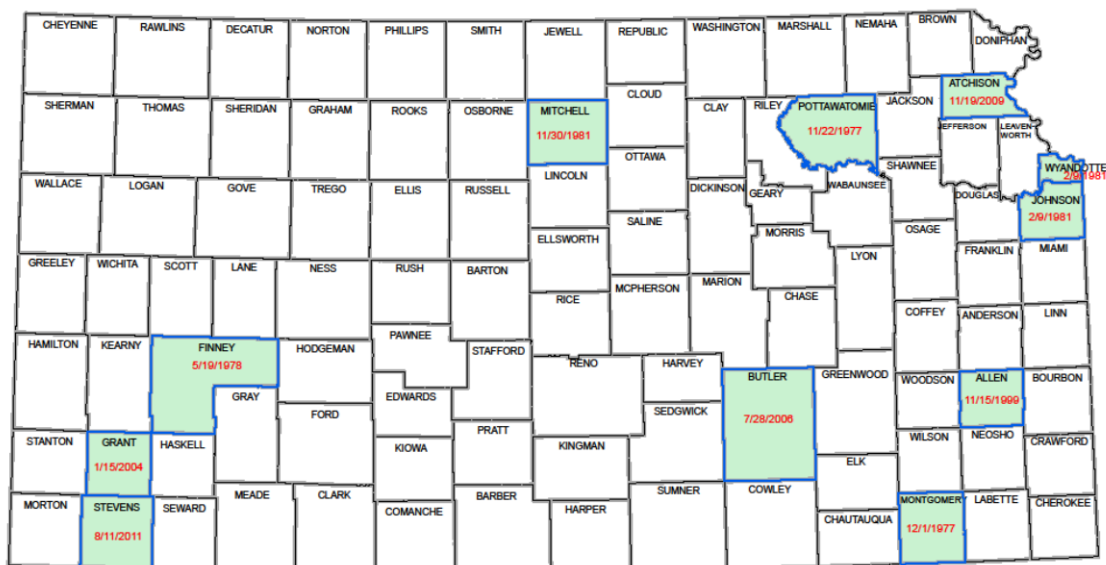 CHEYENNE
RAWLINS
DECATUR
NORTON
PHILLIPS
SMITH
JEWELL
REPUBLIC
WASHINGTON
MARSHALL
NEMAHA
BROWN
DONIPHAN
SHERMAN
THOMAS
SHERIDAN
GRAHAM
ROOKS
OSBORNE
MITCHELL
11/30/1981
CLOUD
CLAY
RILEY
POTTAWATOMIE
11/22/1977
JACKSON
ATCHISON
11/19/2009
JEFFERSON
LEAVEN-
WORTH
WYANDOTTE
2/9/1981
WALLACE
LOGAN
GOVE
TREGO
ELLIS
RUSSELL
LINCOLN
OTTAWA
DICKINSON
GEARY
WABAUNSEE
SHAWNEE
DOUGLAS
JOHNSON
2/9/1981
ELLSWORTH
SALINE
MORRIS
LYON
OSAGE
FRANKLIN
MIAMI
GREELEY
WICHITA
SCOTT
LANE
NESS
RUSH
BARTON
RICE
MCPHERSON
MARION
CHASE
COFFEY
ANDERSON
LINN
HAMILTON
KEARNY
FINNEY
5/19/1978
HODGEMAN
PAWNEE
STAFFORD
RENO
HARVEY
BUTLER
7/28/2006
GREENWOOD
WOODSON
ALLEN
11/15/1999
BOURBON
GRAY
FORD
EDWARDS
SEDGWICK
STANTON
GRANT
1/15/2004
HASKELL
KIOWA
PRATT
KINGMAN
ELK
WILSON
NEOSHO
CRAWFORD
MORTON
STEVENS
8/11/2011
SEWARD
MEADE
CLARK
COMANCHE
BARBER
HARPER
SUMNER
COWLEY
CHAUTAUQUA
MONTGOMERY
12/1/1977
LABETTE
CHEROKEE